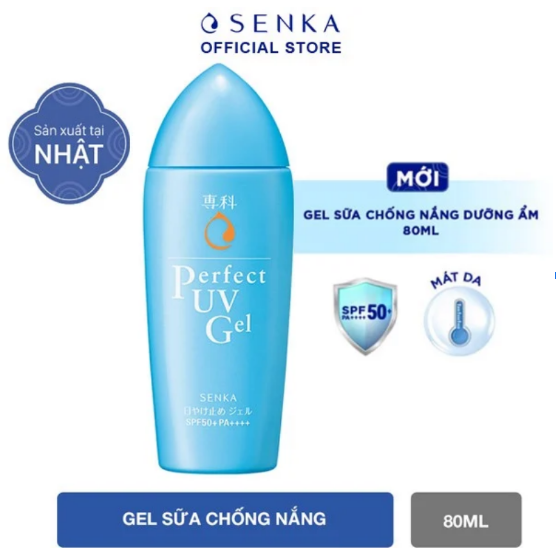 SENKA
OFFICIAL STORE
Sản xuất tại
NHẬT
専科
Perfect
UV
Gel
SENKA
日やけ止め ジェル
SPF50+PA++++
MỚI
GEL SỮA CHỐNG NẮNG DƯỠNG ẨM
80ML
SPF 50+
PA++++
MÁT DA
GEL SỮA CHỐNG NẮNG
80ML